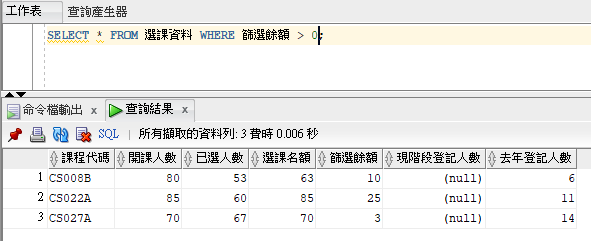 工作表 查詢產生器
SELECT * FROM 選課資料 WHERE 篩選餘額 > 0;
命令檔輸出 x 查詢結果 x
SQL | 所有擷取的資料列: 3 費時 0.006 秒
課程代碼 開課人數 已選人數 選課名額 篩選餘額 現階段登記人數 去年登記人數
1 CS008B 80 53 63 10 (null) 6
2 CS022A 85 60 85 25 (null) 11
3 CS027A 70 67 70 3 (null) 14